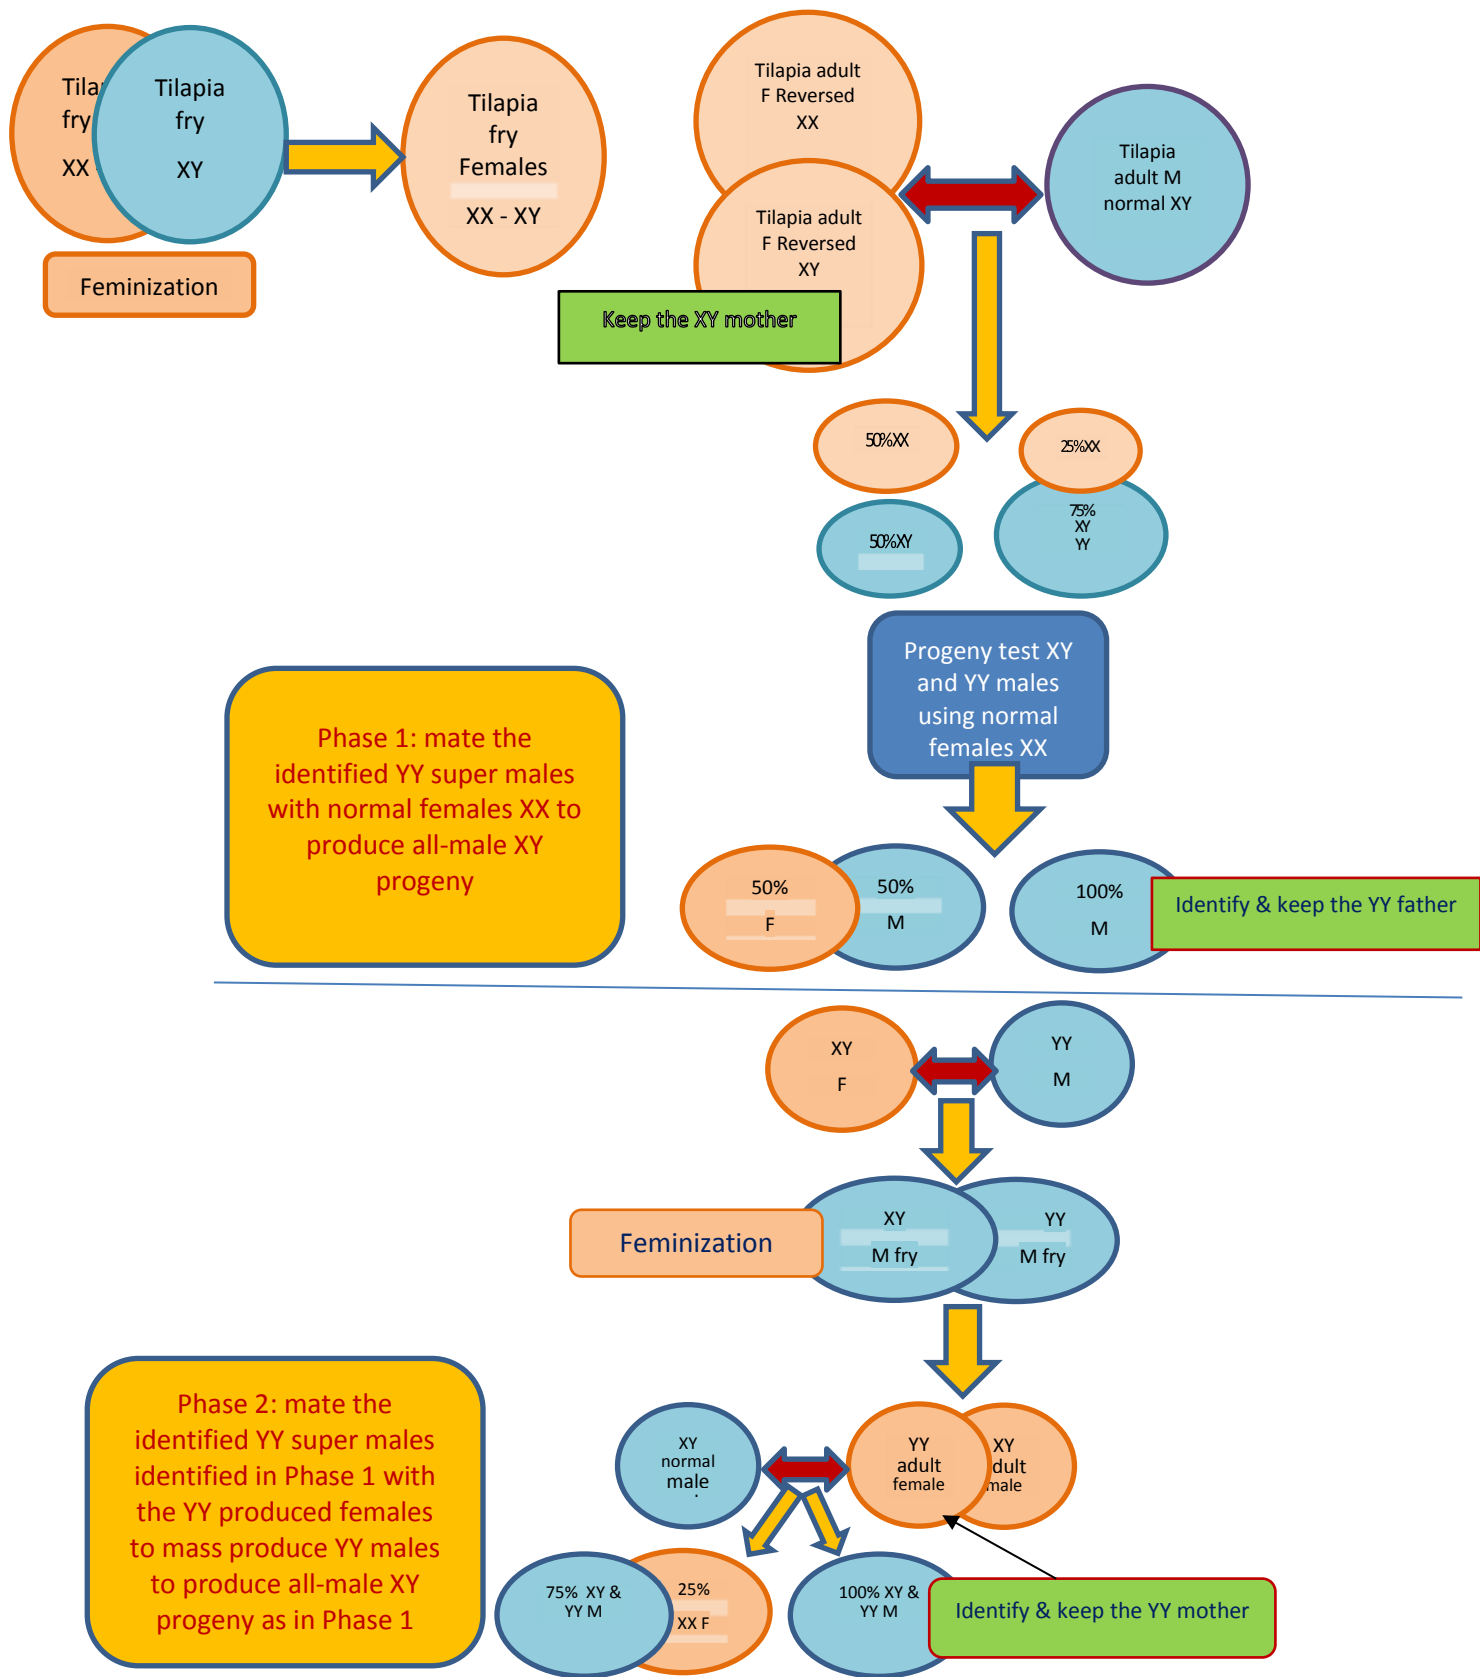 Tilapia
fry
XX
Tilapia
fry
XY
Tilapia
fry
Females
XX - XY
Feminization
Tilapia adult
F Reversed
XX
Tilapia adult
F Reversed
XY
Keep the XY mother
Tilapia
adult M
normal XY
50%XX
25%XX
50%XY
75%
XY
YY
Progeny test XY
and YY males
using normal
females XX
Phase 1: mate the
identified YY super males
with normal females XX to
produce all-male XY
progeny
50%
F
50%
M
100%
M
Identify & keep the YY father
XY
F
YY
M
Feminization
XY
M fry
YY
M fry
Phase 2: mate the
identified YY super males
identified in Phase 1 with
the YY produced females
to mass produce YY males
to produce all-male XY
progeny as in Phase 1
XY
normal
male
YY
adult
female
XY
dult
male
75% XY &
YY M
25%
XX F
100% XY &
YY M
Identify & keep the YY mother